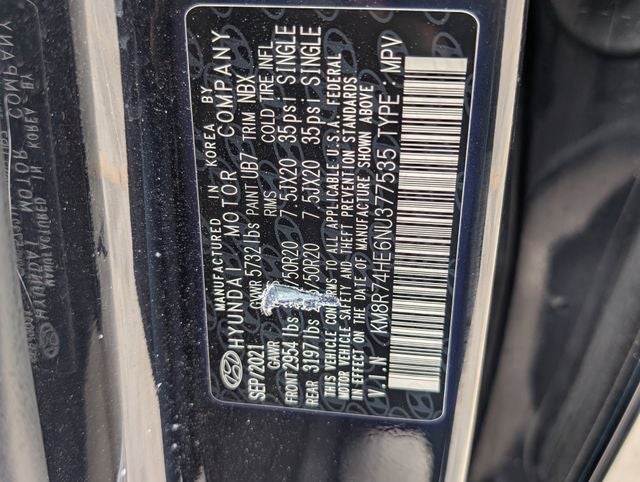 MANUFACTURED IN KOREA BY
HYUNDAI MOTOR COMPANY
SEP/2021 GVWR 5732 lbs PAINT UB7 TRIM NBX
GAWR RIMS COLD TIRE INFL
FRONT 2954 lbs 50R20 7.5JX20 35psi SINGLE
REAR 3197 lbs 50R20 7.5JX20 35psi SINGLE
THIS VEHICLE CONFORMS TO ALL APPLICABLE U.S.A. FEDERAL
MOTOR VEHICLE SAFETY AND THEFT PREVENTION STANDARDS
IN EFFECT ON THE DATE OF MANUFACTURE SHOWN ABOVE
V.I.N KM8R74HE6NU377535 TYPE MPV